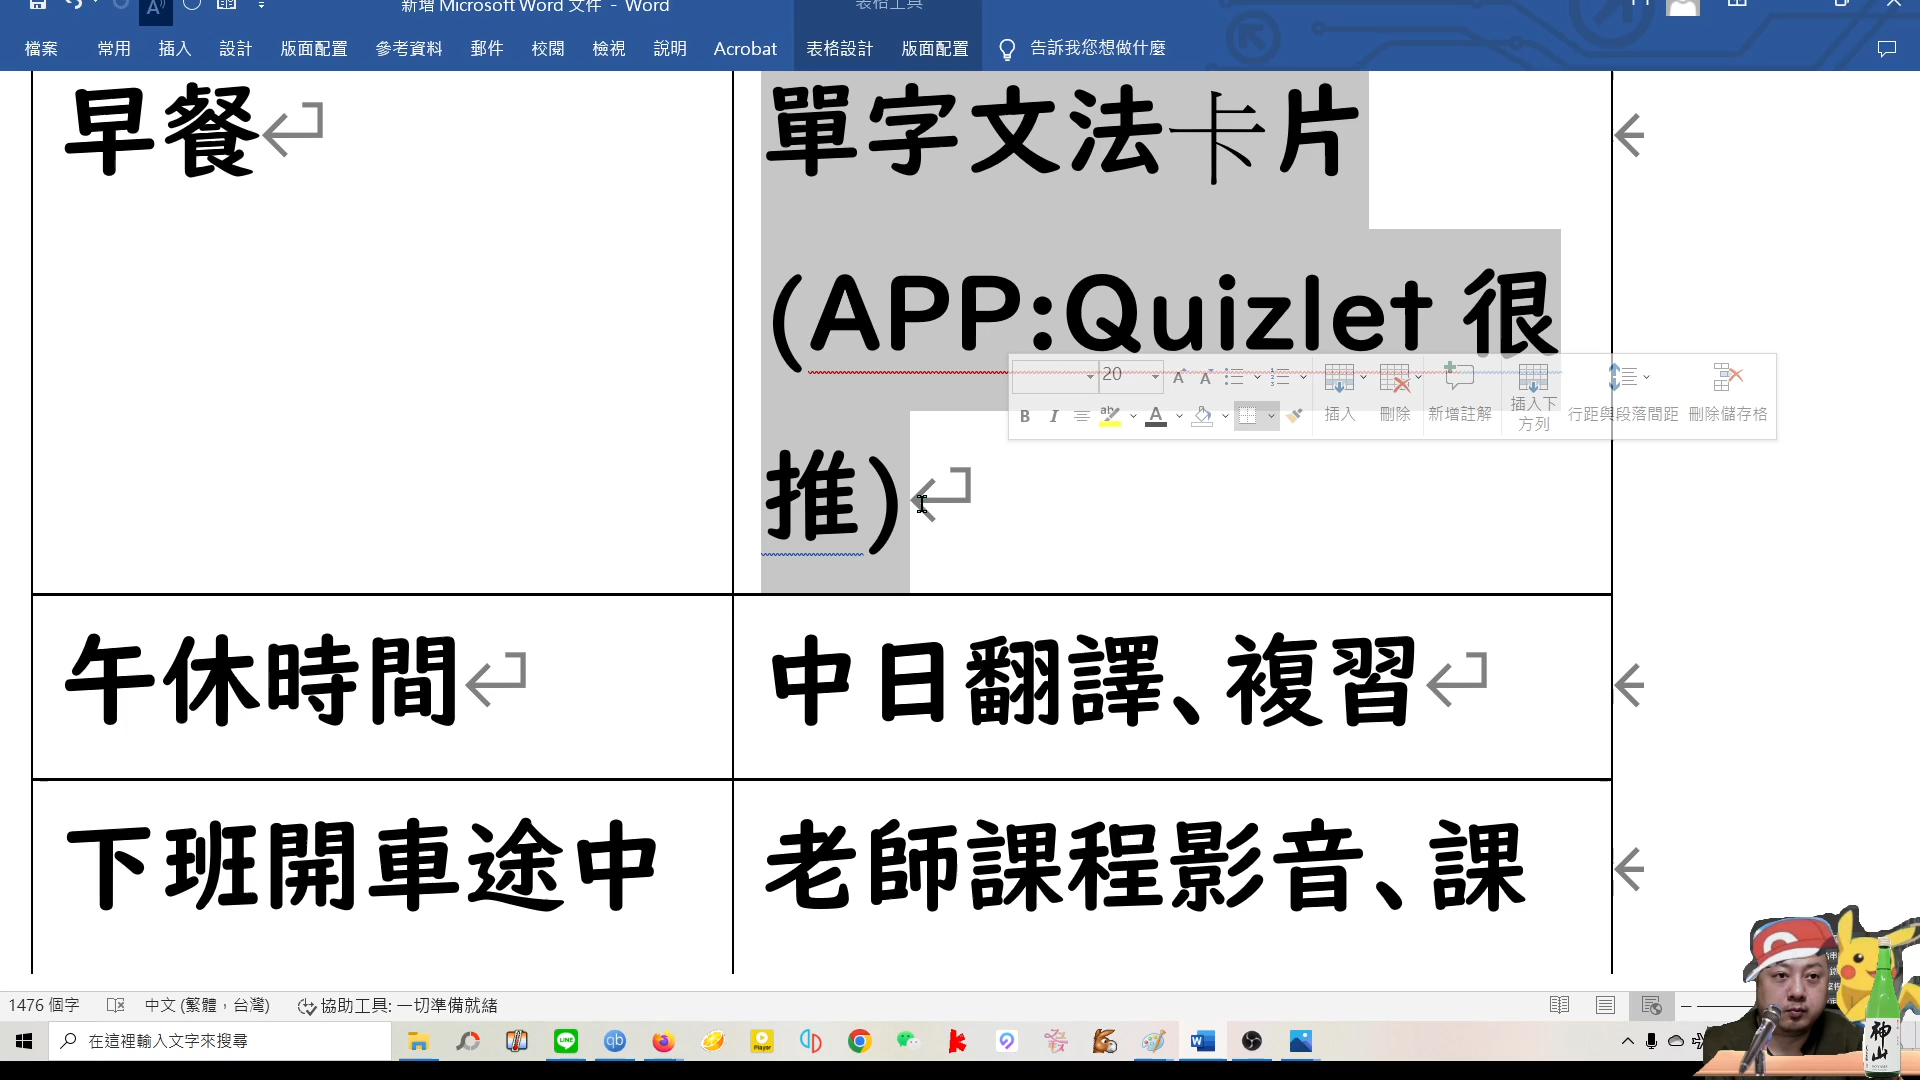 新增 Microsoft Word 文件 - Word
表格工具
檔案 常用 插入 設計 版面配置 參考資料 郵件 校閱 檢視 說明 Acrobat 表格設計 版面配置 告訴我您想做什麼
早餐
單字文法卡片
(APP:Quizlet 很
推)
20
B I A 插入 刪除 新增註解 插入下方列 行距與段落間距 刪除儲存格
午休時間
中日翻譯、複習
下班開車途中
老師課程影音、課
1476 個字 中文 (繁體，台灣) 協助工具: 一切準備就緒
在這裡輸入文字來搜尋
神山